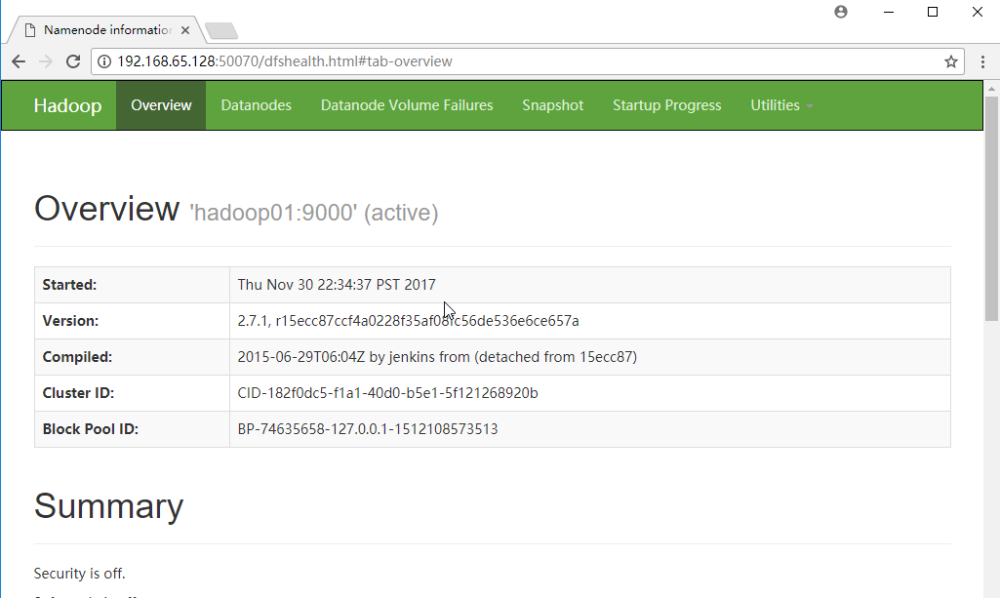 Namenode information
192.168.65.128:50070/dfshealth.html#tab-overview
Hadoop Overview Datanodes Datanode Volume Failures Snapshot Startup Progress Utilities
Overview 'hadoop01:9000' (active)
Started: Thu Nov 30 22:34:37 PST 2017
Version: 2.7.1, r15ecc87ccf4a0228f35af08fc56de536e6ce657a
Compiled: 2015-06-29T06:04Z by jenkins from (detached from 15ecc87)
Cluster ID: CID-182f0dc5-f1a1-40d0-b5e1-5f121268920b
Block Pool ID: BP-74635658-127.0.0.1-1512108573513
Summary
Security is off.